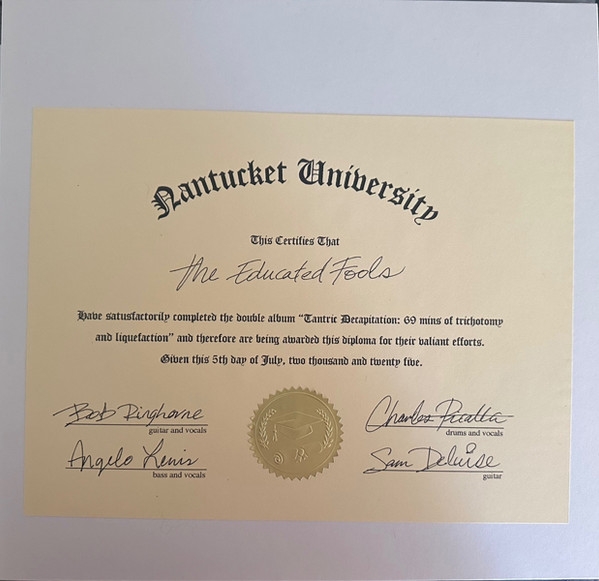 Nantucket University
This Certifies That
The Educated Fools
Have satusfactorily completed the double album "Tantric Decapitation: 69 mins of trichotomy
and liquefaction" and therefore are being awarded this diploma for their valiant efforts.
Given this 5th day of July, two thousand and twenty five.
Bob Ringhorne
guitar and vocals
Charles
drums and vocals
Angelo
bass and vocals
Sam Deluise
guitar